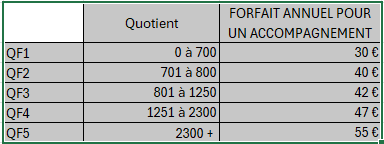 Quotient FORFAIT ANNUEL POUR UN ACCOMPAGNEMENT
QF1 0 à 700 30 €
QF2 701 à 800 40 €
QF3 801 à 1250 42 €
QF4 1251 à 2300 47 €
QF5 2300 + 55 €